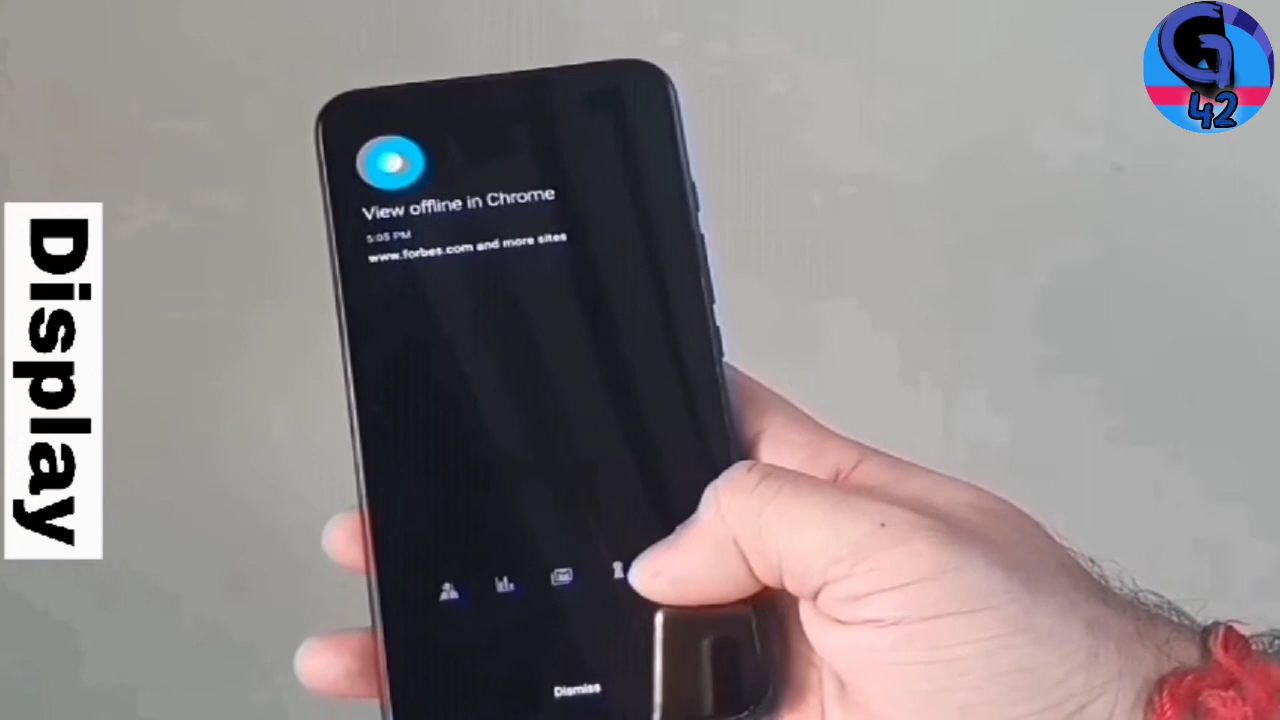 G
42
View offline in Chrome
5:05 PM
www.forbes.com and more sites
Dismiss
Display